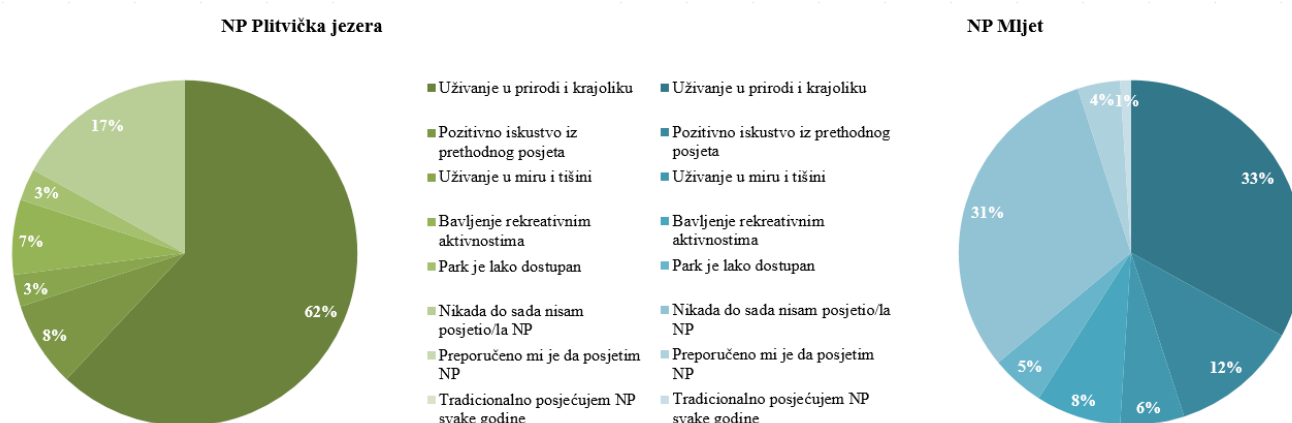 NP Plitvička jezera
17%
3%
7%
3%
8%
62%
Uživanje u prirodi i krajoliku
Pozitivno iskustvo iz
prethodnog posjeta
Uživanje u miru i tišini
Bavljenje rekreativnim
aktivnostima
Park je lako dostupan
Nikada do sada nisam posjetio/la
NP
Preporučeno mi je da posjetim
NP
Tradicionalno posjećujem NP
svake godine
Uživanje u prirodi i krajoliku
Pozitivno iskustvo iz prethodnog
posjeta
Uživanje u miru i tišini
Bavljenje rekreativnim
aktivnostima
Park je lako dostupan
Nikada do sada nisam posjetio/la
NP
Preporučeno mi je da posjetim
NP
Tradicionalno posjećujem NP
svake godine
NP Mljet
4%
1%
33%
31%
5%
8%
6%
12%